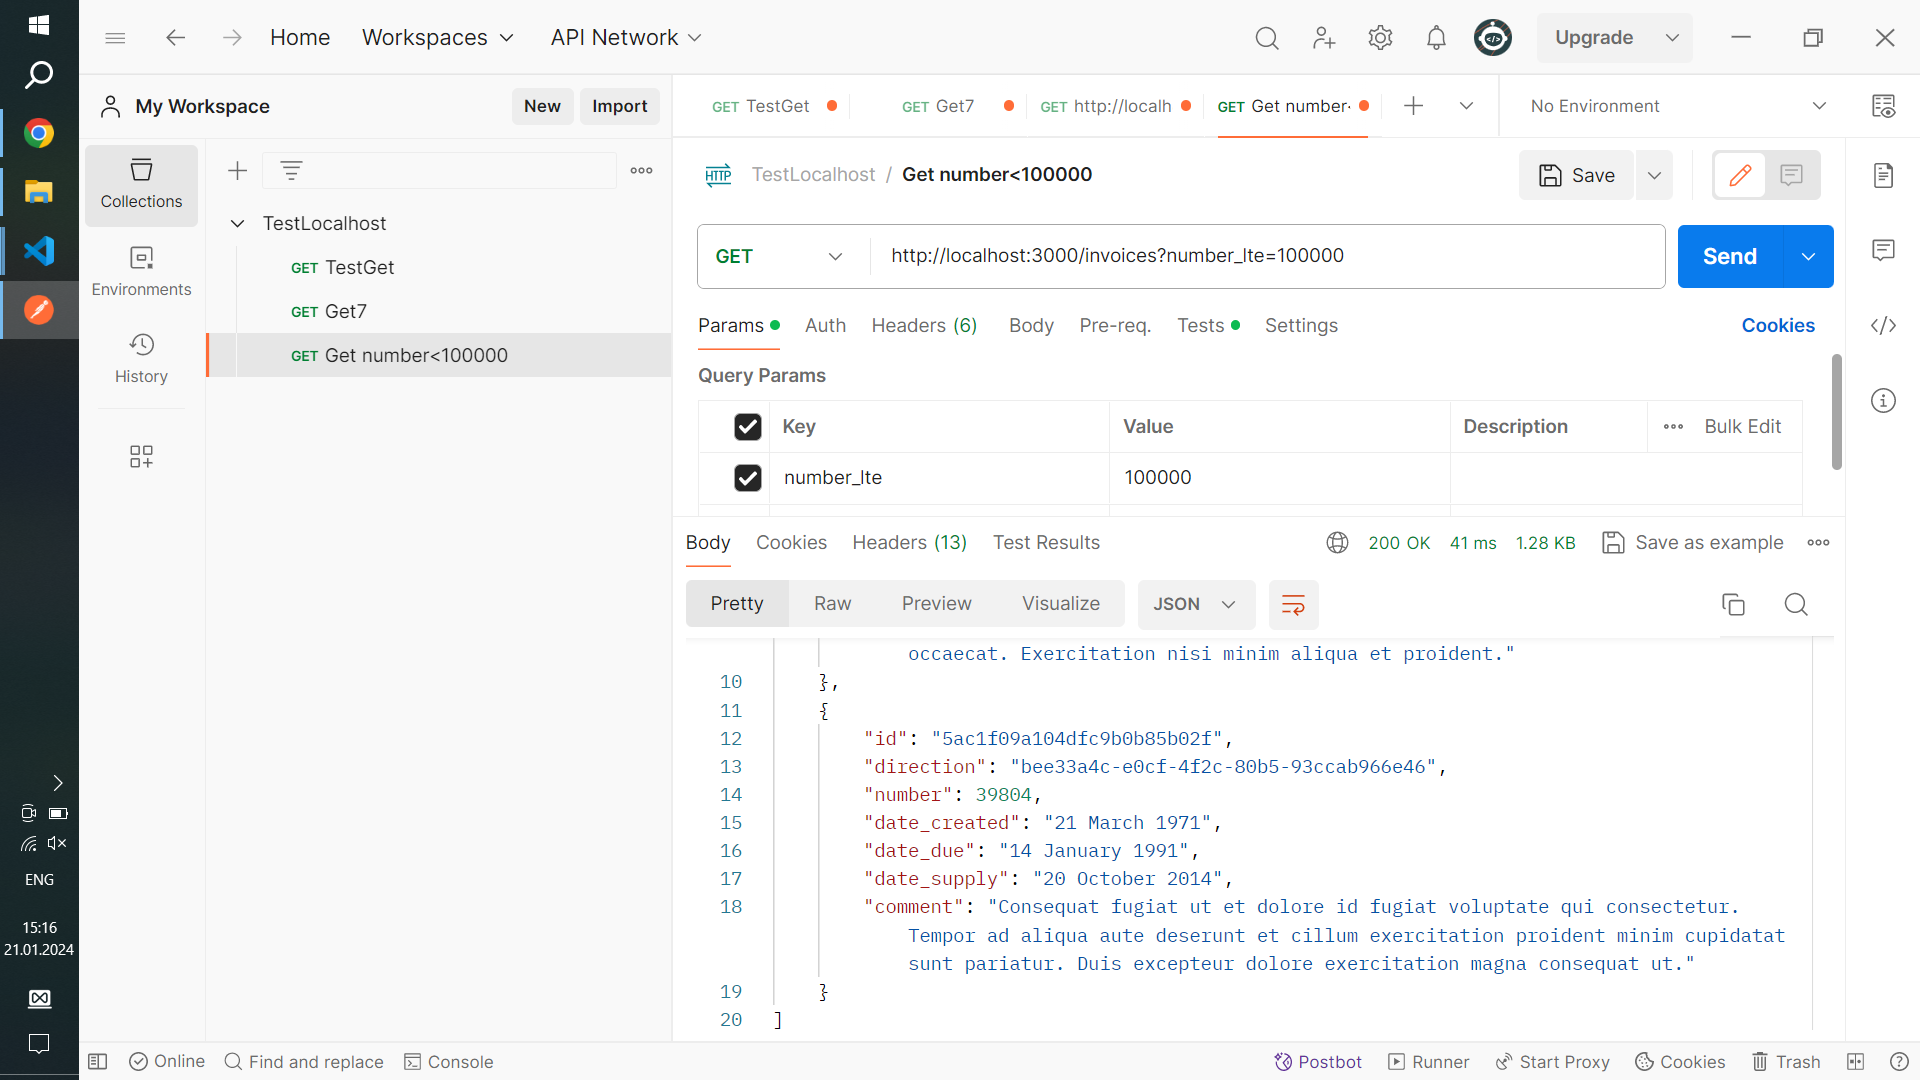 Home
Workspaces
API Network
Upgrade
My Workspace
New
Import
GET TestGet
GET Get7
GET http://localh
GET Get number
No Environment
Collections
Environments
History
TestLocalhost
GET TestGet
GET Get7
GET Get number<100000
HTTP
TestLocalhost / Get number<100000
Save
GET
http://localhost:3000/invoices?number_lte=100000
Send
Params
Auth
Headers (6)
Body
Pre-req.
Tests
Settings
Cookies
Query Params
Key
Value
Description
Bulk Edit
number_lte
100000
Body
Cookies
Headers (13)
Test Results
200 OK
41 ms
1.28 KB
Save as example
Pretty
Raw
Preview
Visualize
JSON
occaecat. Exercitation nisi minim aliqua et proident."
10 },
11 {
12 "id": "5ac1f09a104dfc9b0b85b02f",
13 "direction": "bee33a4c-e0cf-4f2c-80b5-93ccab966e46",
14 "number": 39804,
15 "date_created": "21 March 1971",
16 "date_due": "14 January 1991",
17 "date_supply": "20 October 2014",
18 "comment": "Consequat fugiat ut et dolore id fugiat voluptate qui consectetur.
Tempor ad aliqua aute deserunt et cillum exercitation proident minim cupidatat
sunt pariatur. Duis excepteur dolore exercitation magna consequat ut."
19 }
20 ]
ENG
15:16
21.01.2024
Online
Find and replace
Console
Postbot
Runner
Start Proxy
Cookies
Trash